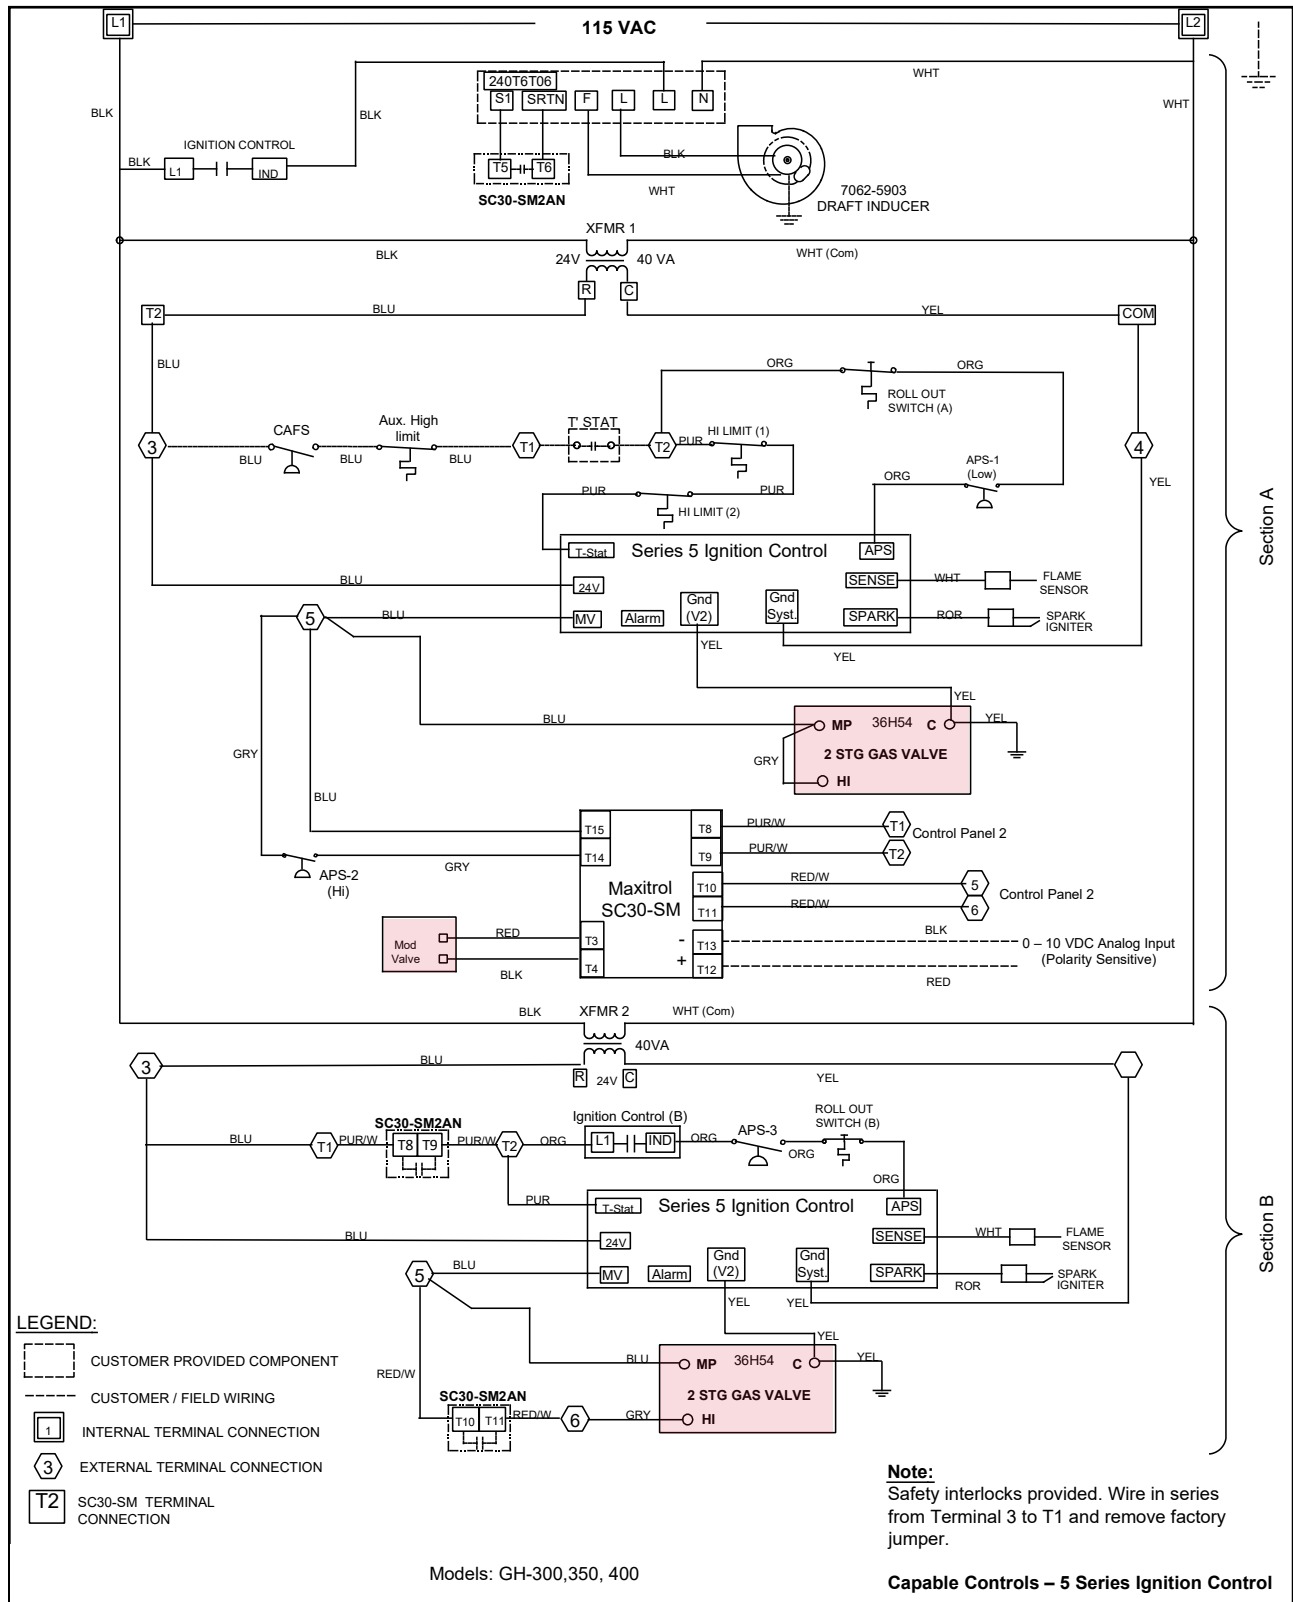 L1
115 VAC
L2
240T6T06
S1
SRTN
F
L
L
N
WHT
BLK
BLK
WHT
IGNITION CONTROL
BLK
L1
IND
T5
T6
BLK
WHT
SC30-SM2AN
7062-5903
DRAFT INDUCER
XFMR 1
BLK
24V
40 VA
WHT (Com)
R
C
T2
BLU
YEL
COM
BLU
ORG
ORG
ROLL OUT
SWITCH (A)
3
CAFS
BLU
BLU
Aux. High
limit
BLU
T1
T' STAT
T2
PUR
HI LIMIT (1)
4
YEL
APS-1
(Low)
ORG
PUR
PUR
HI LIMIT (2)
Section A
T-Stat
Series 5 Ignition Control
APS
BLU
24V
SENSE
WHT
FLAME
SENSOR
5
BLU
MV
Alarm
Gnd
(V2)
Gnd
Syst.
SPARK
ROR
SPARK
IGNITER
YEL
YEL
YEL
BLU
MP
36H54
C
YEL
GRY
2 STG GAS VALVE
GRY
HI
BLU
T15
T8
PUR/W
T1
Control Panel 2
T14
T9
PUR/W
T2
GRY
APS-2
(Hi)
Maxitrol
SC30-SM
T10
RED/W
5
Control Panel 2
T11
RED/W
6
Mod
Valve
RED
T3
-
T13
BLK
0 – 10 VDC Analog Input
(Polarity Sensitive)
BLK
T4
+
T12
RED
BLK
XFMR 2
WHT (Com)
40VA
3
BLU
R
24V
C
YEL
SC30-SM2AN
Ignition Control (B)
ROLL OUT
SWITCH (B)
BLU
T1
PUR/W
T8
T9
PUR/W
T2
ORG
L1
IND
ORG
APS-3
ORG
ORG
PUR
T-Stat
Series 5 Ignition Control
APS
BLU
24V
SENSE
WHT
FLAME
SENSOR
Section B
5
BLU
MV
Alarm
Gnd
(V2)
Gnd
Syst.
SPARK
ROR
SPARK
IGNITER
YEL
YEL
YEL
BLU
MP
36H54
C
YEL
RED/W
2 STG GAS VALVE
SC30-SM2AN
T10
T11
RED/W
6
GRY
HI
LEGEND:
CUSTOMER PROVIDED COMPONENT
CUSTOMER / FIELD WIRING
1
INTERNAL TERMINAL CONNECTION
3
EXTERNAL TERMINAL CONNECTION
T2
SC30-SM TERMINAL
CONNECTION
Note:
Safety interlocks provided. Wire in series
from Terminal 3 to T1 and remove factory
jumper.
Models: GH-300,350, 400
Capable Controls – 5 Series Ignition Control